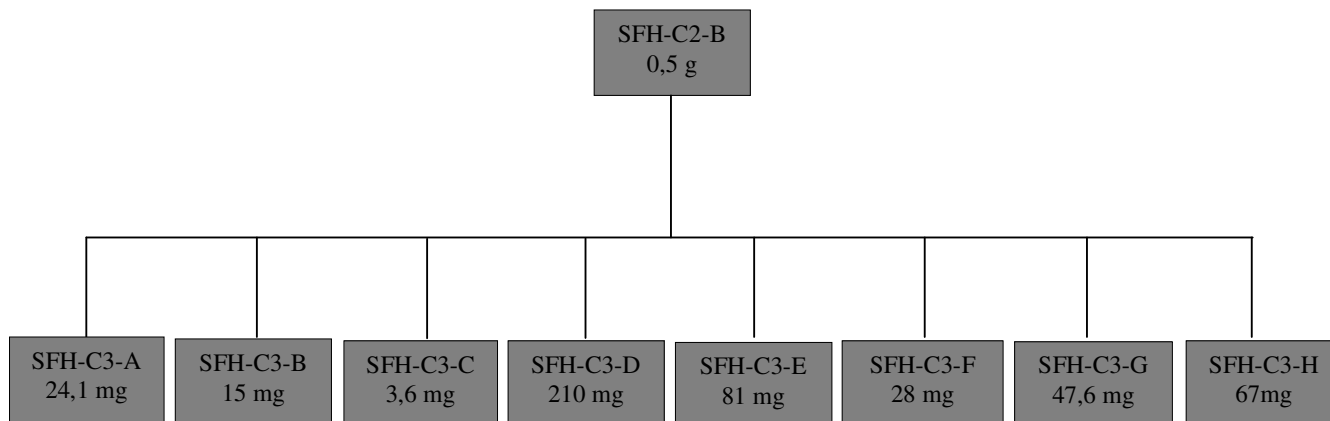 SFH-C2-B
0,5 g
SFH-C3-A
24,1 mg
SFH-C3-B
15 mg
SFH-C3-C
3,6 mg
SFH-C3-D
210 mg
SFH-C3-E
81 mg
SFH-C3-F
28 mg
SFH-C3-G
47,6 mg
SFH-C3-H
67mg